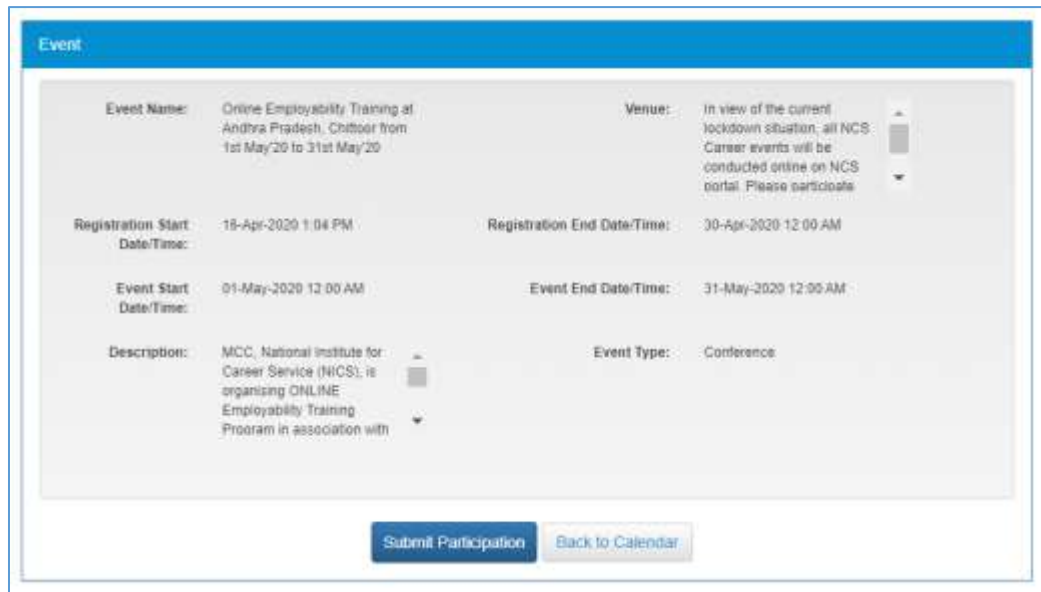 Event
Event Name:
Online Employability Training at
Andhra Pradesh, Chittoor from
1st May'20 to 31st May'20
Venue:
In view of the current
lockdown situation, all NCS
Career events will be
conducted online on NCS
portal. Please participate
Registration Start
Date/Time:
16-Apr-2020 1:04 PM
Registration End Date/Time:
30-Apr-2020 12:00 AM
Event Start
Date/Time:
01-May-2020 12:00 AM
Event End Date/Time:
31-May-2020 12:00 AM
Description:
MCC, National Institute for
Career Service (NICS), is
organising ONLINE
Employability Training
Program in association with
Event Type:
Conference
Submit Participation
Back to Calendar